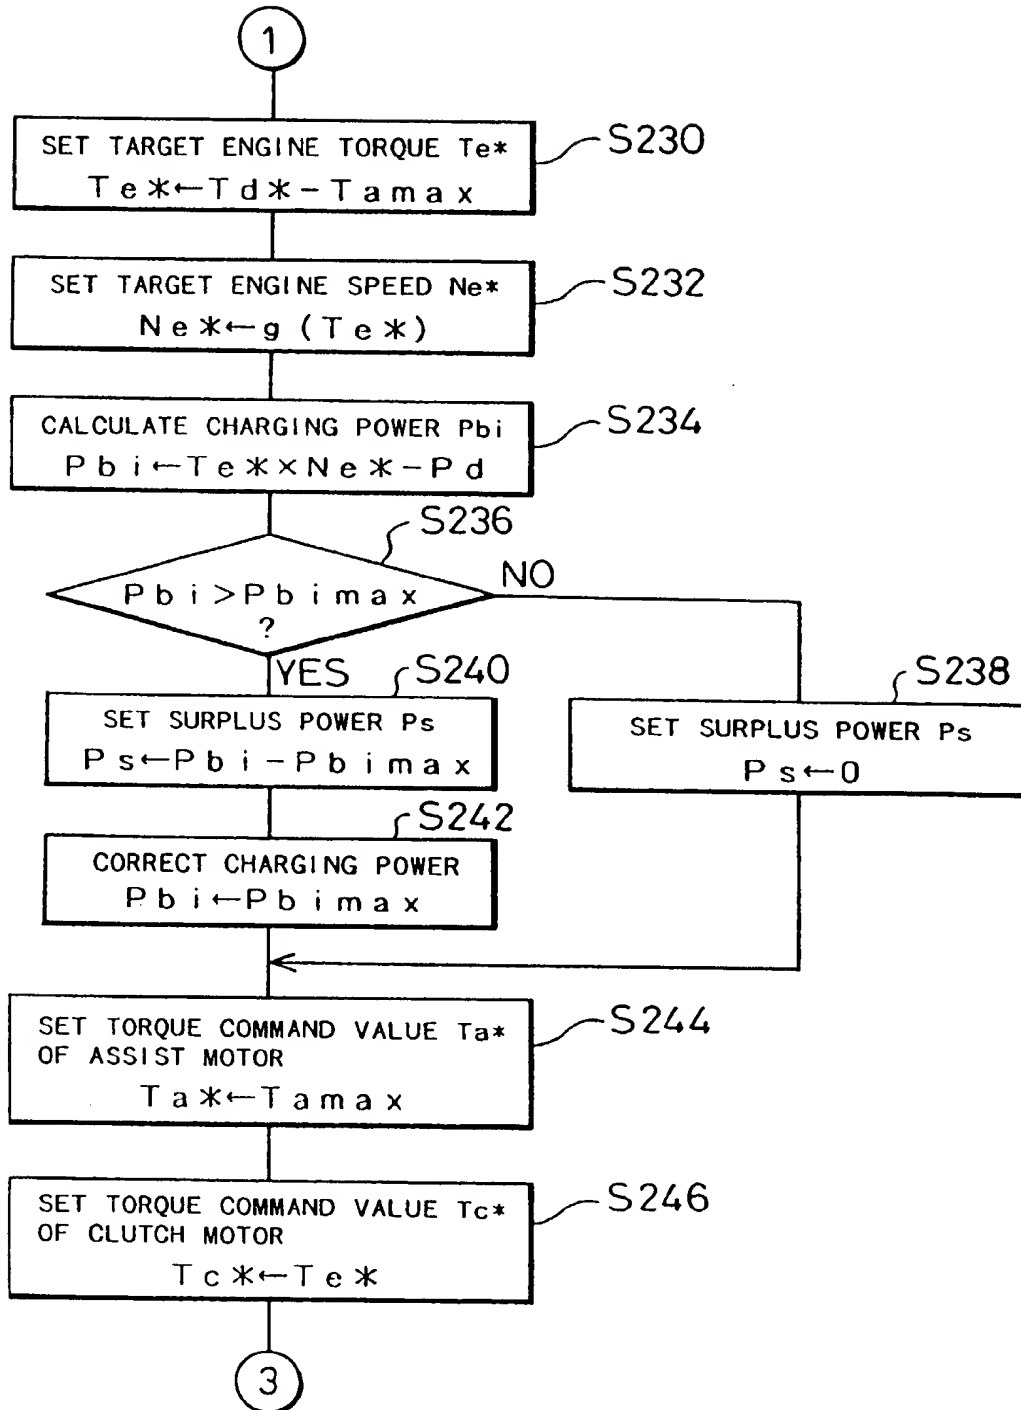 1
SET TARGET ENGINE TORQUE Te*
Te*←Td*-Tamax
S230
SET TARGET ENGINE SPEED Ne*
Ne*←g (Te*)
S232
CALCULATE CHARGING POWER Pbi
Pbi←Te*×Ne*-Pd
S234
S236
Pbi>Pbimax
?
NO
YES
S240
SET SURPLUS POWER Ps
Ps←Pbi-Pbimax
S238
SET SURPLUS POWER Ps
Ps←0
S242
CORRECT CHARGING POWER
Pbi←Pbimax
SET TORQUE COMMAND VALUE Ta*
OF ASSIST MOTOR
Ta*←Tamax
S244
SET TORQUE COMMAND VALUE Tc*
OF CLUTCH MOTOR
Tc*←Te*
S246
3